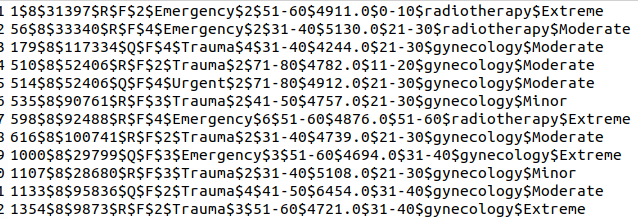 1 1$8$31397$R$F$2$Emergency$2$51-60$4911.0$0-10$radiotherapy$Extreme
2 56$8$33340$R$F$4$Emergency$2$31-40$5130.0$21-30$radiotherapy$Moderate
3 179$8$117334$Q$F$4$Trauma$4$31-40$4244.0$21-30$gynecology$Moderate
4 510$8$52406$R$F$2$Trauma$2$71-80$4782.0$11-20$gynecology$Moderate
5 514$8$52406$Q$F$4$Urgent$2$71-80$4912.0$21-30$gynecology$Moderate
6 535$8$90761$R$F$3$Trauma$2$41-50$4757.0$21-30$gynecology$Minor
7 598$8$92488$R$F$4$Emergency$6$51-60$4876.0$51-60$radiotherapy$Extreme
8 616$8$100741$R$F$2$Trauma$2$31-40$4739.0$21-30$gynecology$Moderate
9 1000$8$29799$Q$F$3$Emergency$3$51-60$4694.0$31-40$gynecology$Extreme
0 1107$8$28680$R$F$3$Trauma$2$31-40$5108.0$21-30$gynecology$Minor
1 1133$8$95836$Q$F$2$Trauma$4$41-50$6454.0$31-40$gynecology$Moderate
2 1354$8$9873$R$F$2$Trauma$3$51-60$4721.0$31-40$gynecology$Extreme